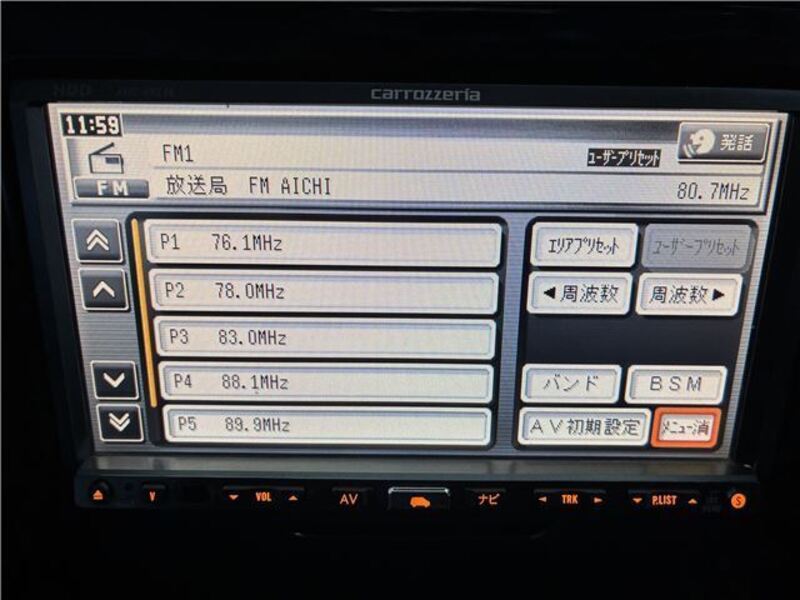 HDD
carrozzeria
11:59
発話
FM1
ユーザープリセット
FM
放送局 FM AICHI
80.7MHz
P1 76.1MHz
P2 78.0MHz
P3 83.0MHz
P4 88.1MHz
P5 89.9MHz
エリアプリセット
ユーザープリセット
◀周波数
周波数▶
バンド
BSM
AV初期設定
メニュー消
V
VOL
AV
ナビ
TRK
P.LIST
S